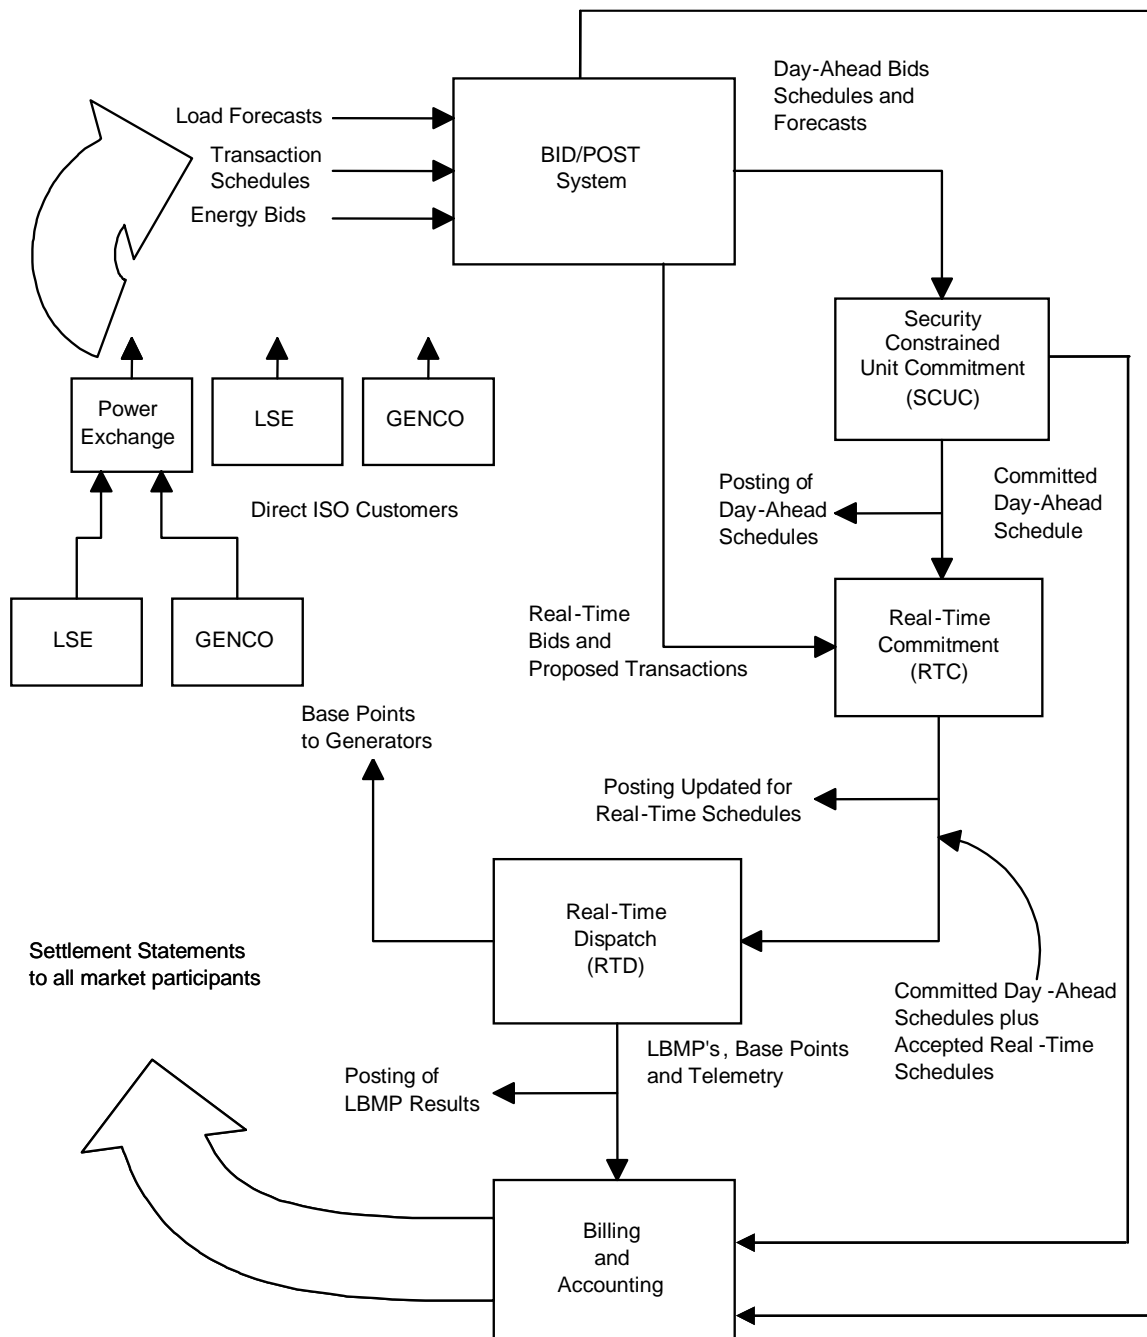 Day-Ahead Bids
Schedules and
Forecasts
Load Forecasts
Transaction
Schedules
Energy Bids
BID/POST
System
Security
Constrained
Unit Commitment
(SCUC)
Power
Exchange
LSE
GENCO
Direct ISO Customers
Posting of
Day-Ahead
Schedules
Committed
Day-Ahead
Schedule
LSE
GENCO
Real-Time
Bids and
Proposed Transactions
Real-Time
Commitment
(RTC)
Base Points
to Generators
Posting Updated for
Real-Time Schedules
Real-Time
Dispatch
(RTD)
Settlement Statements
to all market participants
Committed Day -Ahead
Schedules plus
Accepted Real -Time
Schedules
LBMP's, Base Points
and Telemetry
Posting of
LBMP Results
Billing
and
Accounting